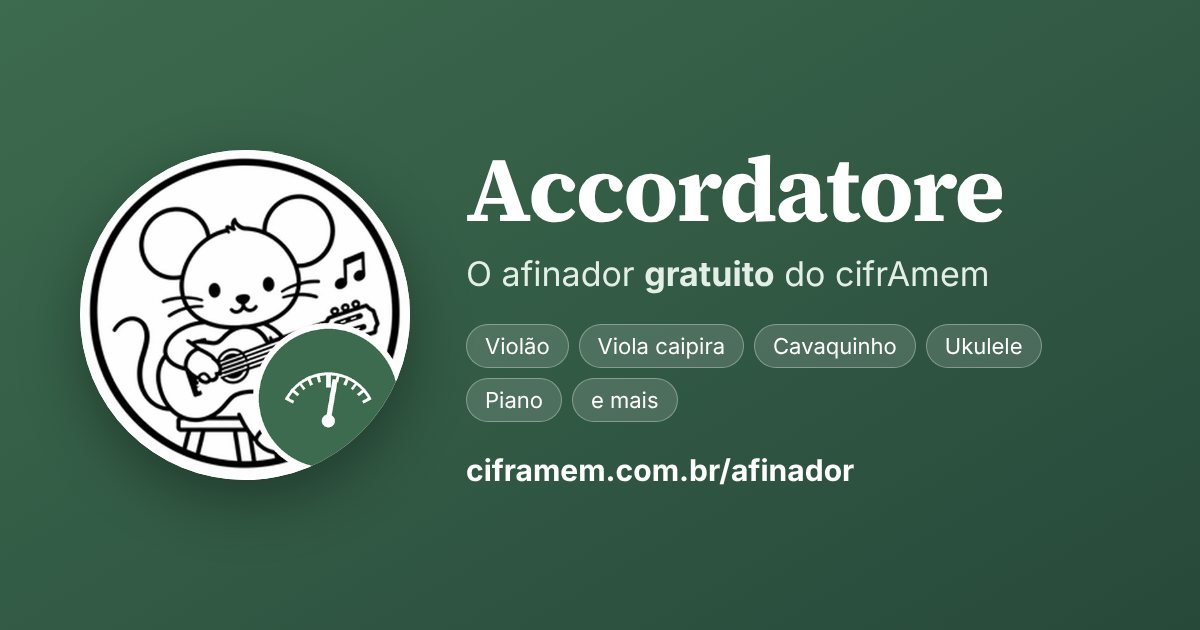 Accordatore
O afinador gratuito do cifrAmem
Violão Viola caipira Cavaquinho Ukulele
Piano e mais
ciframem.com.br/afinador